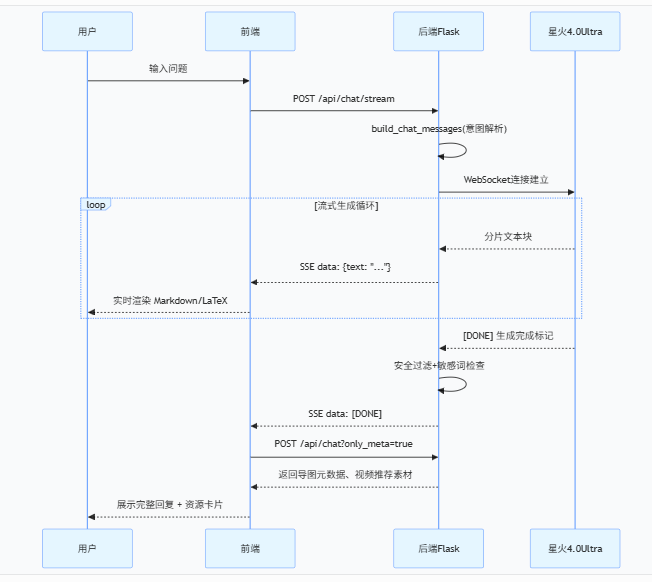 用户 前端 后端Flask 星火4.0Ultra
输入问题
POST /api/chat/stream
build_chat_messages(意图解析)
WebSocket连接建立
loop [流式生成循环]
分片文本块
SSE data: {text: "..."}
实时渲染 Markdown/LaTeX
[DONE] 生成完成标记
安全过滤+敏感词检查
SSE data: [DONE]
POST /api/chat?only_meta=true
返回导图元数据、视频推荐素材
展示完整回复 + 资源卡片
用户 前端 后端Flask 星火4.0Ultra